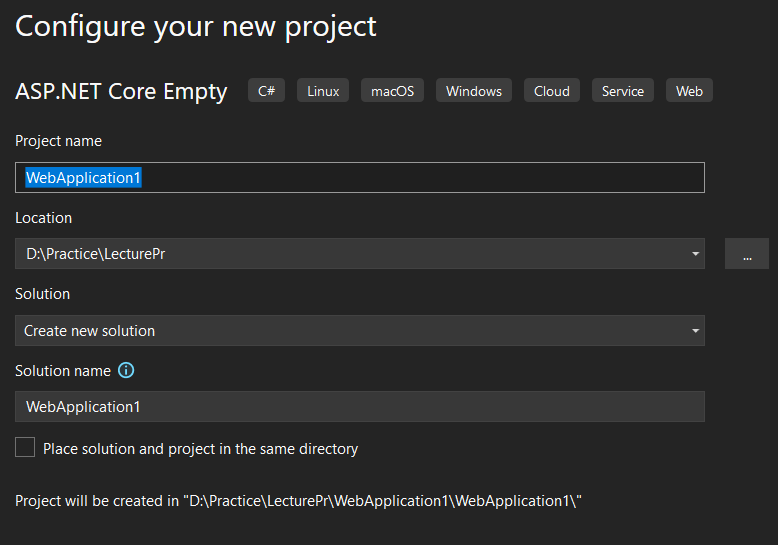 Configure your new project
ASP.NET Core Empty C# Linux macOS Windows Cloud Service Web
Project name
WebApplication1
Location
D:\Practice\LecturePr ...
Solution
Create new solution
Solution name
WebApplication1
Place solution and project in the same directory
Project will be created in "D:\Practice\LecturePr\WebApplication1\WebApplication1\"